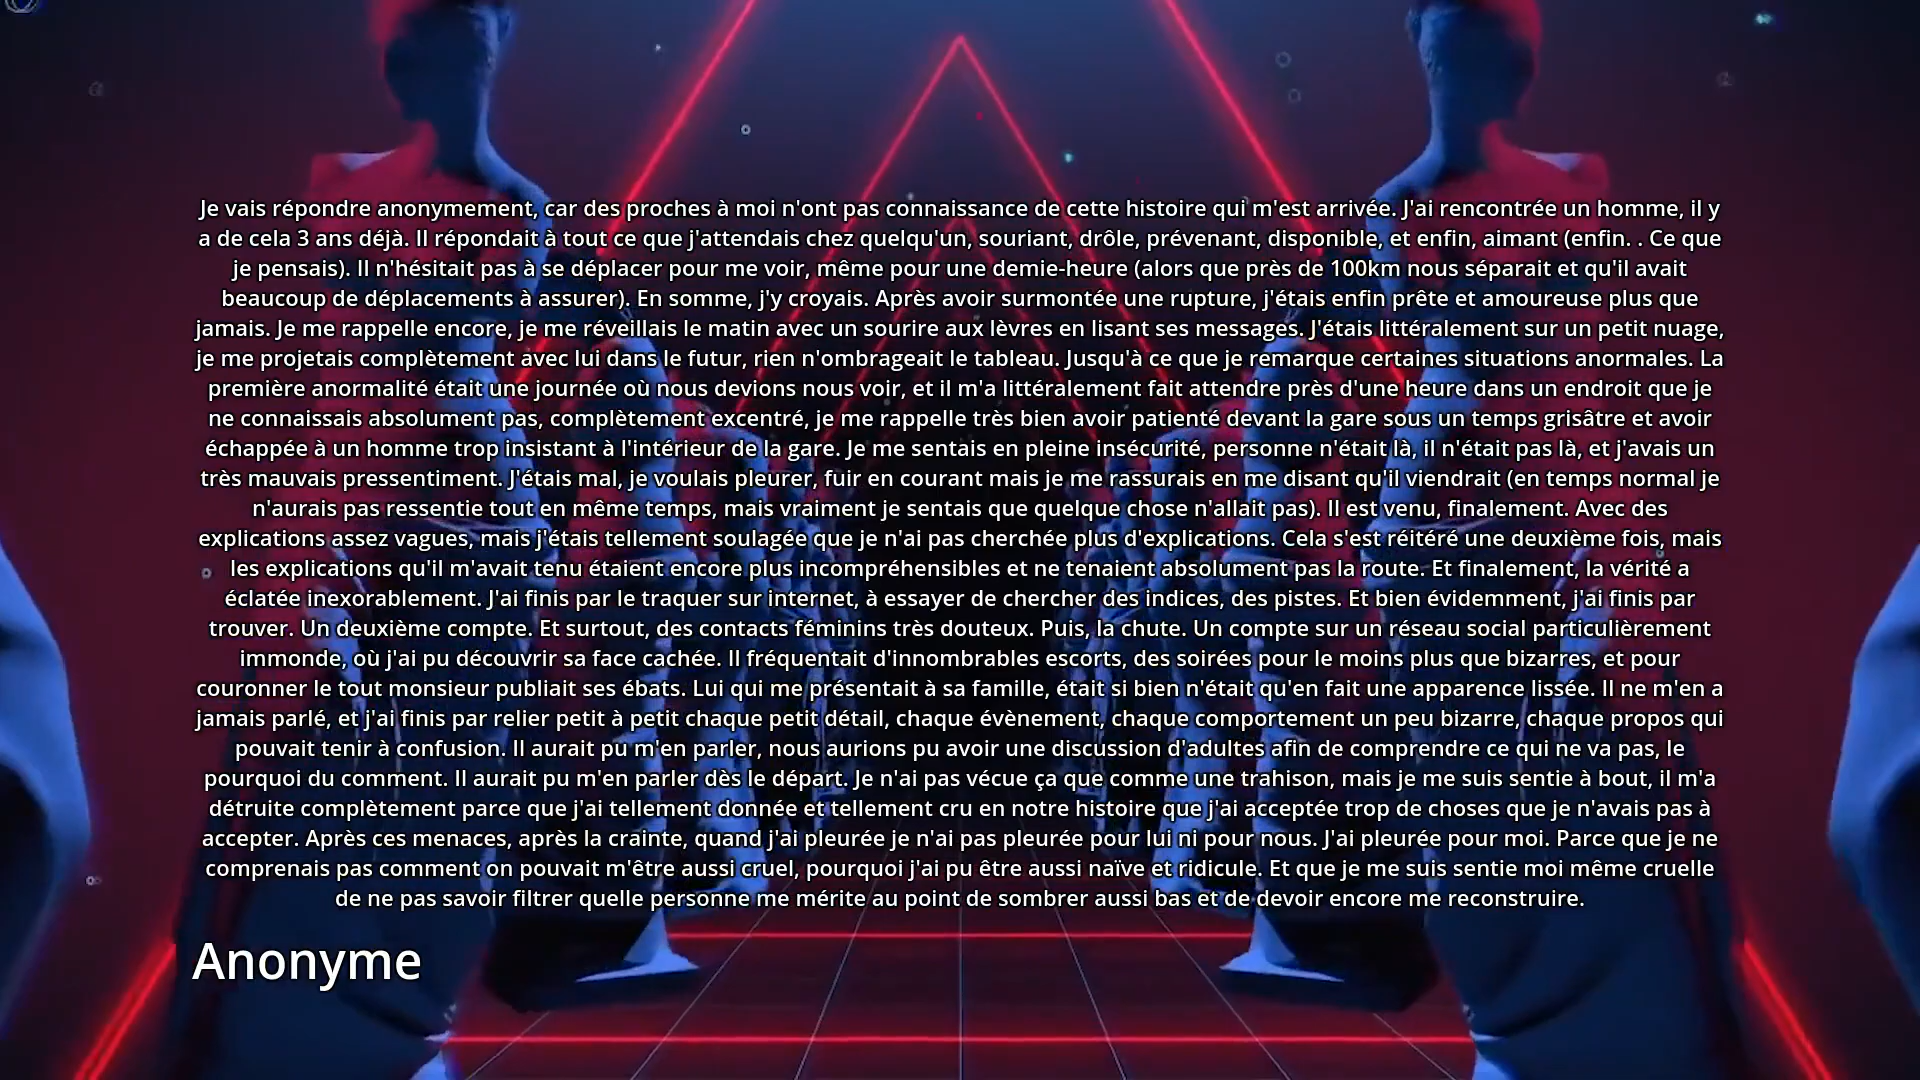 Je vais répondre anonymement, car des proches à moi n'ont pas connaissance de cette histoire qui m'est arrivée. J'ai rencontrée un homme, il y
a de cela 3 ans déjà. Il répondait à tout ce que j'attendais chez quelqu'un, souriant, drôle, prévenant, disponible, et enfin, aimant (enfin. . Ce que
je pensais). Il n'hésitait pas à se déplacer pour me voir, même pour une demie-heure (alors que près de 100km nous séparait et qu'il avait
beaucoup de déplacements à assurer). En somme, j'y croyais. Après avoir surmontée une rupture, j'étais enfin prête et amoureuse plus que
jamais. Je me rappelle encore, je me réveillais le matin avec un sourire aux lèvres en lisant ses messages. J'étais littéralement sur un petit nuage,
je me projetais complètement avec lui dans le futur, rien n'ombrageait le tableau. Jusqu'à ce que je remarque certaines situations anormales. La
première anormalité était une journée où nous devions nous voir, et il m'a littéralement fait attendre près d'une heure dans un endroit que je
ne connaissais absolument pas, complètement excentré, je me rappelle très bien avoir patienté devant la gare sous un temps grisâtre et avoir
échappée à un homme trop insistant à l'intérieur de la gare. Je me sentais en pleine insécurité, personne n'était là, il n'était pas là, et j'avais un
très mauvais pressentiment. J'étais mal, je voulais pleurer, fuir en courant mais je me rassurais en me disant qu'il viendrait (en temps normal je
n'aurais pas ressentie tout en même temps, mais vraiment je sentais que quelque chose n'allait pas). Il est venu, finalement. Avec des
explications assez vagues, mais j'étais tellement soulagée que je n'ai pas cherchée plus d'explications. Cela s'est réitéré une deuxième fois, mais
les explications qu'il m'avait tenu étaient encore plus incompréhensibles et ne tenaient absolument pas la route. Et finalement, la vérité a
éclatée inexorablement. J'ai finis par le traquer sur internet, à essayer de chercher des indices, des pistes. Et bien évidemment, j'ai finis par
trouver. Un deuxième compte. Et surtout, des contacts féminins très douteux. Puis, la chute. Un compte sur un réseau social particulièrement
immonde, où j'ai pu découvrir sa face cachée. Il fréquentait d'innombrables escorts, des soirées pour le moins plus que bizarres, et pour
couronner le tout monsieur publiait ses ébats. Lui qui me présentait à sa famille, était si bien n'était qu'en fait une apparence lissée. Il ne m'en a
jamais parlé, et j'ai finis par relier petit à petit chaque petit détail, chaque évènement, chaque comportement un peu bizarre, chaque propos qui
pouvait tenir à confusion. Il aurait pu m'en parler, nous aurions pu avoir une discussion d'adultes afin de comprendre ce qui ne va pas, le
pourquoi du comment. Il aurait pu m'en parler dès le départ. Je n'ai pas vécue ça que comme une trahison, mais je me suis sentie à bout, il m'a
détruite complètement parce que j'ai tellement donnée et tellement cru en notre histoire que j'ai acceptée trop de choses que je n'avais pas à
accepter. Après ces menaces, après la crainte, quand j'ai pleurée je n'ai pas pleurée pour lui ni pour nous. J'ai pleurée pour moi. Parce que je ne
comprenais pas comment on pouvait m'être aussi cruel, pourquoi j'ai pu être aussi naïve et ridicule. Et que je me suis sentie moi même cruelle
de ne pas savoir filtrer quelle personne me mérite au point de sombrer aussi bas et de devoir encore me reconstruire.
Anonyme